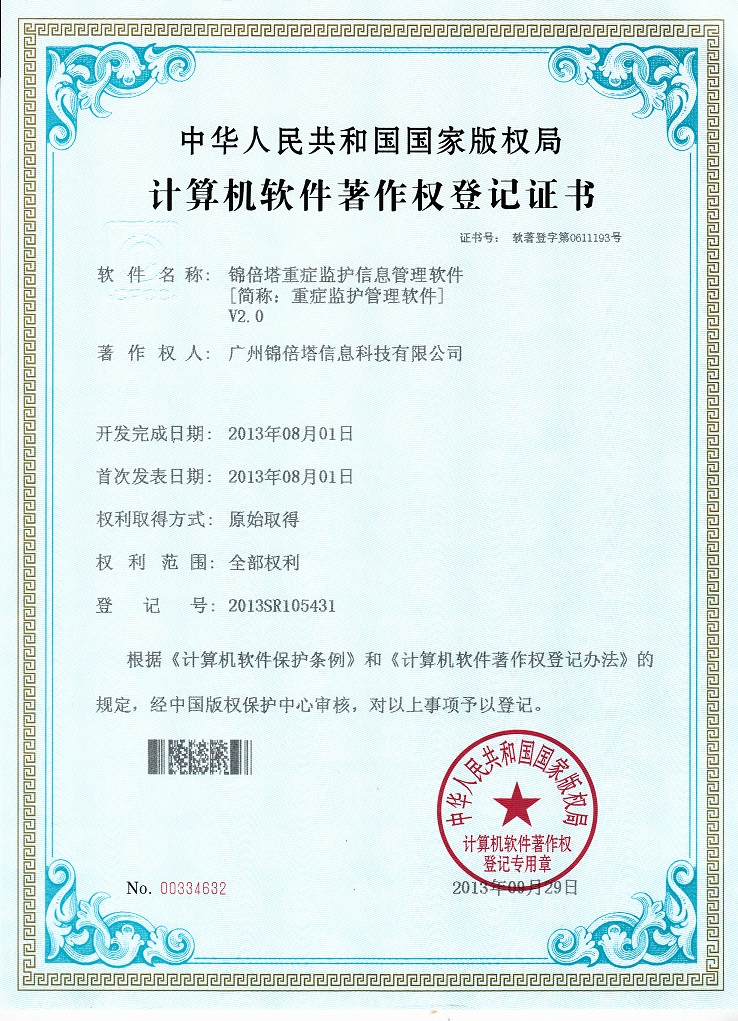 中华人民共和国国家版权局
计算机软件著作权登记证书
证书号： 软著登字第0611193号
软 件 名 称： 锦倍塔重症监护信息管理软件
[简称：重症监护管理软件]
V2.0
著 作 权 人： 广州锦倍塔信息科技有限公司
开发完成日期： 2013年08月01日
首次发表日期： 2013年08月01日
权利取得方式： 原始取得
权 利 范 围： 全部权利
登 记 号： 2013SR105431
根据《计算机软件保护条例》和《计算机软件著作权登记办法》的
规定，经中国版权保护中心审核，对以上事项予以登记。
中华人民共和国国家版权局
计算机软件著作权
登记专用章
No. 00334632
2013年09月29日